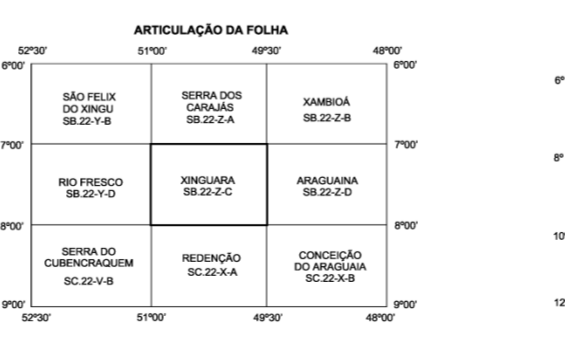 ARTICULAÇÃO DA FOLHA
52°30' 51°00' 49°30' 48°00'
6°00' 6°00' 6°
SÃO FELIX
DO XINGU
SB.22-Y-B
SERRA DOS
CARAJÁS
SB.22-Z-A
XAMBIOÁ
SB.22-Z-B
7°00' 7°00'
8°
RIO FRESCO
SB.22-Y-D
XINGUARA
SB.22-Z-C
ARAGUAINA
SB.22-Z-D
8°00' 8°00'
10
SERRA DO
CUBENCRAQUEM
SC.22-V-B
REDENÇÃO
SC.22-X-A
CONCEIÇÃO
DO ARAGUAIA
SC.22-X-B
9°00' 9°00' 12
52°30' 51°00' 49°30' 48°00'